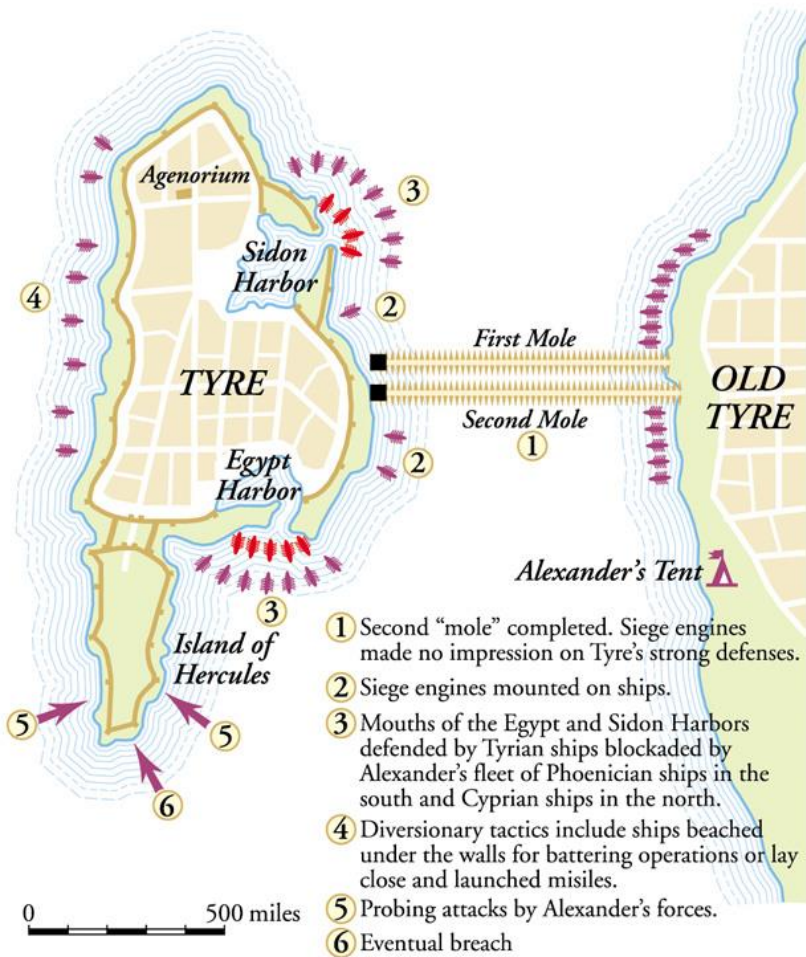 Agenorium
3
Sidon
Harbor
4
2
First Mole
TYRE
OLD
TYRE
Second Mole
1
Egypt
Harbor
2
Alexander's Tent
3
Island of
Hercules
5
5
6
1 Second “mole” completed. Siege engines
made no impression on Tyre’s strong defenses.
2 Siege engines mounted on ships.
3 Mouths of the Egypt and Sidon Harbors
defended by Tyrian ships blockaded by
Alexander’s fleet of Phoenician ships in the
south and Cyprian ships in the north.
4 Diversionary tactics include ships beached
under the walls for battering operations or lay
close and launched misiles.
5 Probing attacks by Alexander’s forces.
6 Eventual breach
0 500 miles